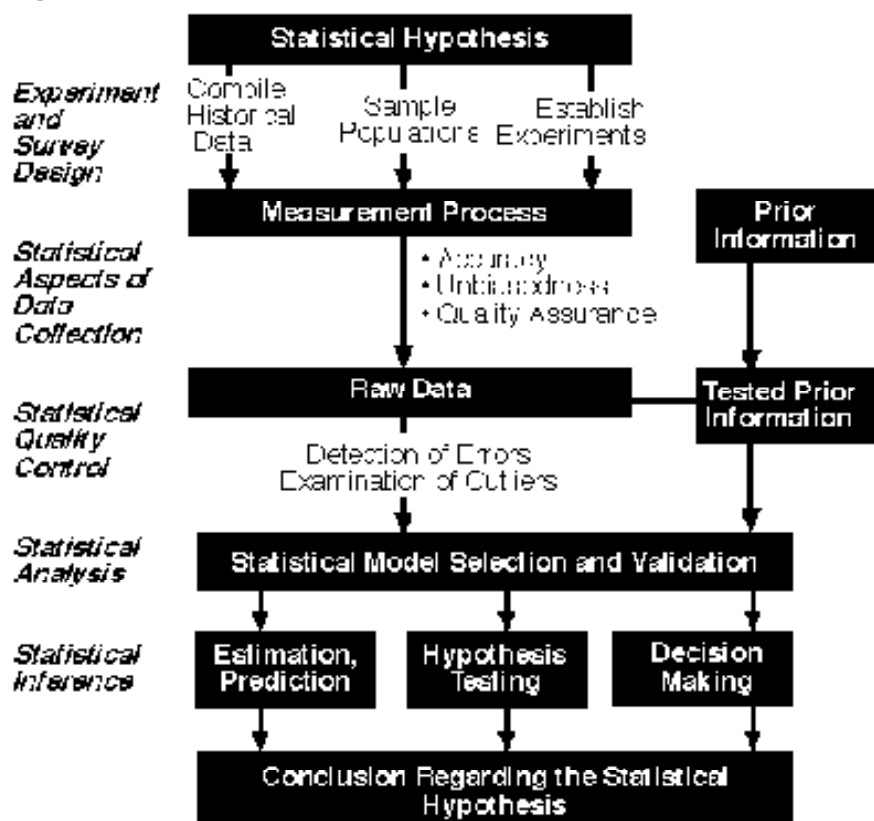 Statistical Hypothesis
Experiment
and
Survey
Design
Compile
Historical
Data
Sample
Populations
Establish
Experiments
Measurement Process
Prior
Information
Statistical
Aspects of
Data
Collection
• Accuracy
• Unbiasedness
• Quality Assurance
Raw Data
Tested Prior
Information
Statistical
Quality
Control
Detection of Errors
Examination of Outliers
Statistical
Analysis
Statistical Model Selection and Validation
Statistical
Inference
Estimation,
Prediction
Hypothesis
Testing
Decision
Making
Conclusion Regarding the Statistical
Hypothesis